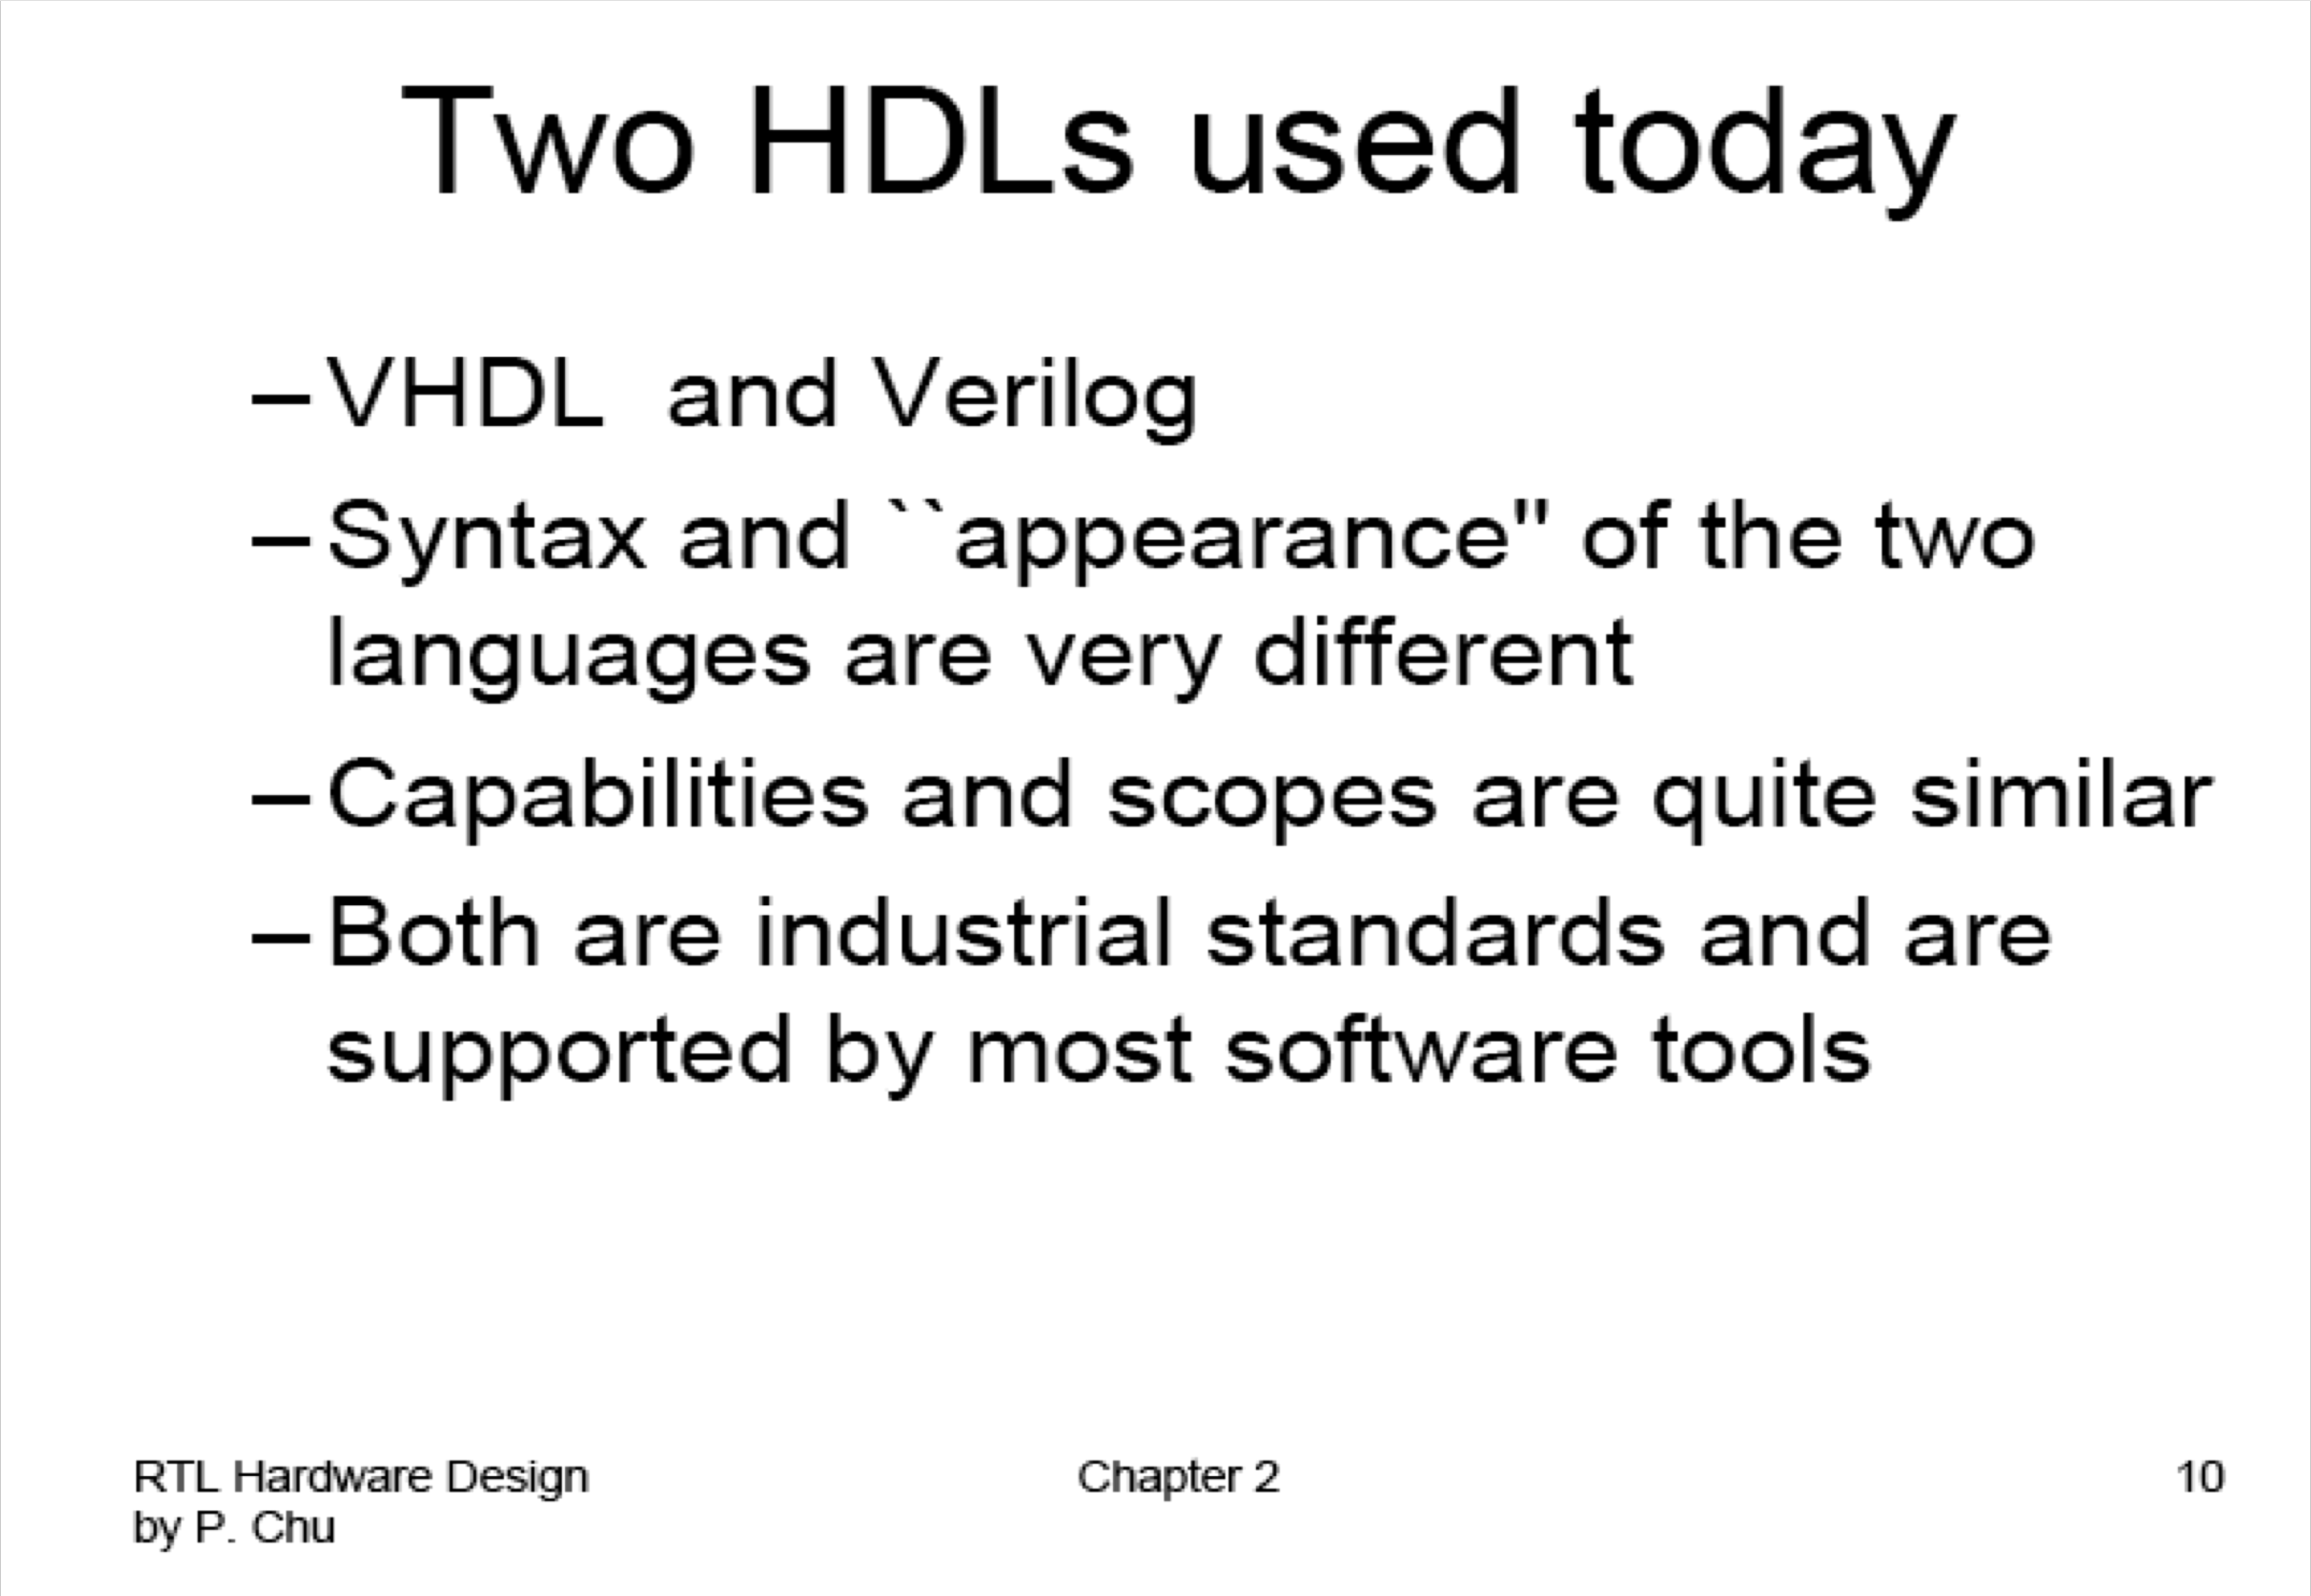 Two HDLs used today
– VHDL  and Verilog
– Syntax and ``appearance" of the two
languages are very different
– Capabilities and scopes are quite similar
– Both are industrial standards and are
supported by most software tools
RTL Hardware Design
by P. Chu
Chapter 2
10